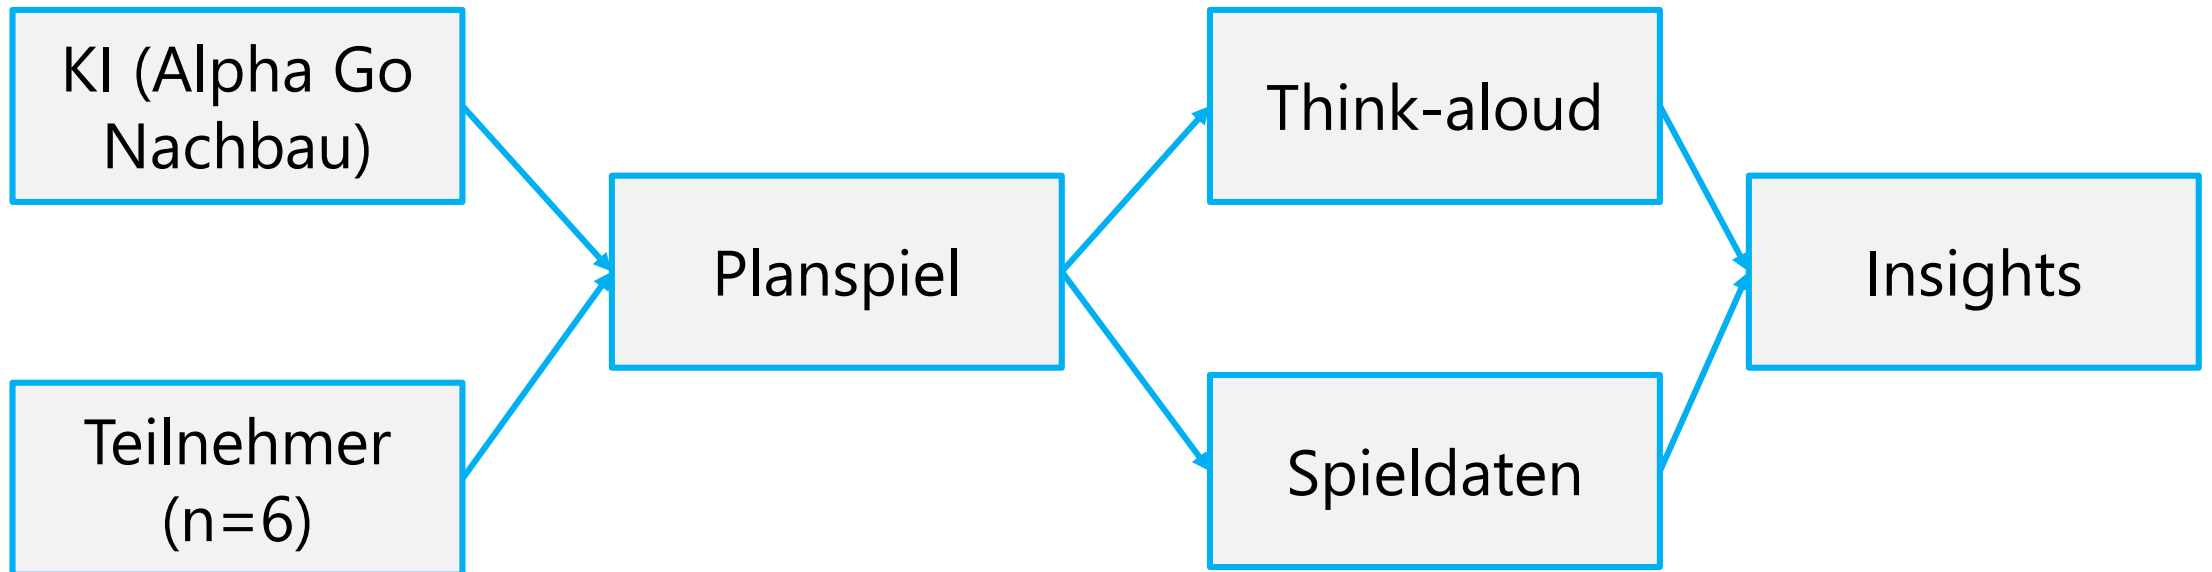 KI (Alpha Go
Nachbau)
Teilnehmer
(n=6)
Planspiel
Think-aloud
Spieldaten
Insights